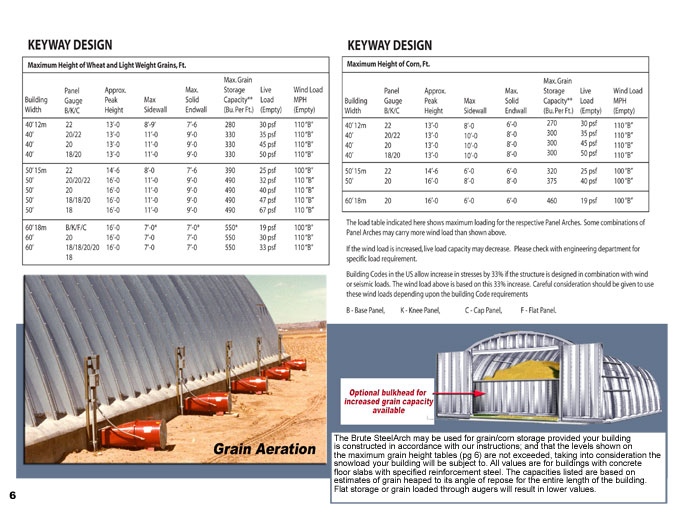 KEYWAY DESIGN
Maximum Height of Wheat and Light Weight Grains, Ft.
Building Width | Panel Gauge B/K/C | Approx. Peak Height | Max Sidewall | Max. Solid Endwall | Max. Grain Storage Capacity** (Bu. Per Ft.) | Live Load (Empty) | Wind Load MPH (Empty)
40' 12m 22 13'-0 8'-9' 7'-6 280 30 psf 110 "B"
40' 20/22 13'-0 11'-0 9'-0 330 35 psf 110 "B"
40' 20 13'-0 11'-0 9'-0 330 45 psf 110 "B"
40' 18/20 13'-0 11'-0 9'-0 330 50 psf 110 "B"
50' 15m 22 14'-6 8'-0 7'-6 390 25 psf 100 "B"
50' 20/20/22 16'-0 11'-0 9'-0 490 32 psf 110 "B"
50' 20 16'-0 11'-0 9'-0 490 40 psf 110 "B"
50' 18/18/20 16'-0 11'-0 9'-0 490 47 psf 110 "B"
50' 18 16'-0 11'-0 9'-0 490 67 psf 110 "B"
60' 18m B/K/F/C 16'-0 7'-0* 7'-0* 550* 19 psf 100 "B"
60' 20 16'-0 7'-0 7'-0 550 30 psf 110 "B"
60' 18/18/20/20 16'-0 7'-0 7'-0 550 33 psf 110 "B"
18
KEYWAY DESIGN
Maximum Height of Corn, Ft.
Building Width | Panel Gauge B/K/C | Approx. Peak Height | Max Sidewall | Max. Solid Endwall | Max. Grain Storage Capacity** (Bu. Per Ft.) | Live Load (Empty) | Wind Load MPH (Empty)
40' 12m 22 13'-0 8'-0 6'-0 270 30 psf 110 "B"
40' 20/22 13'-0 10'-0 8'-0 300 35 psf 110 "B"
40' 20 13'-0 10'-0 8'-0 300 45 psf 110 "B"
40' 18/20 13'-0 10'-0 8'-0 300 50 psf 110 "B"
50' 15m 22 14'-6 6'-0 6'-0 320 25 psf 100 "B"
50' 20 16'-0 8'-0 8'-0 375 40 psf 110 "B"
60' 18m 20 16'-0 6'-0 6'-0 460 19 psf 100 "B"
The load table indicated here shows maximum loading for the respective Panel Arches. Some combinations of
Panel Arches may carry more wind load than shown above.
If the wind load is increased, live load capacity may decrease. Please check with engineering department for
specific load requirement.
Building Codes in the US allow increase in stresses by 33% if the structure is designed in combination with wind
or seismic loads. The wind load above is based on this 33% increase. Careful consideration should be given to use
these wind loads depending upon the building Code requirements
B - Base Panel, K - Knee Panel, C - Cap Panel, F - Flat Panel.
Grain Aeration
Optional bulkhead for
increased grain capacity
available
The Brute SteelArch may be used for grain/corn storage provided your building
is constructed in accordance with our instructions; and that the levels shown on
the maximum grain height tables (pg 6) are not exceeded, taking into consideration the
snowload your building will be subject to. All values are for buildings with concrete
floor slabs with specified reinforcement steel. The capacities listed are based on
estimates of grain heaped to its angle of repose for the entire length of the building.
Flat storage or grain loaded through augers will result in lower values.
6